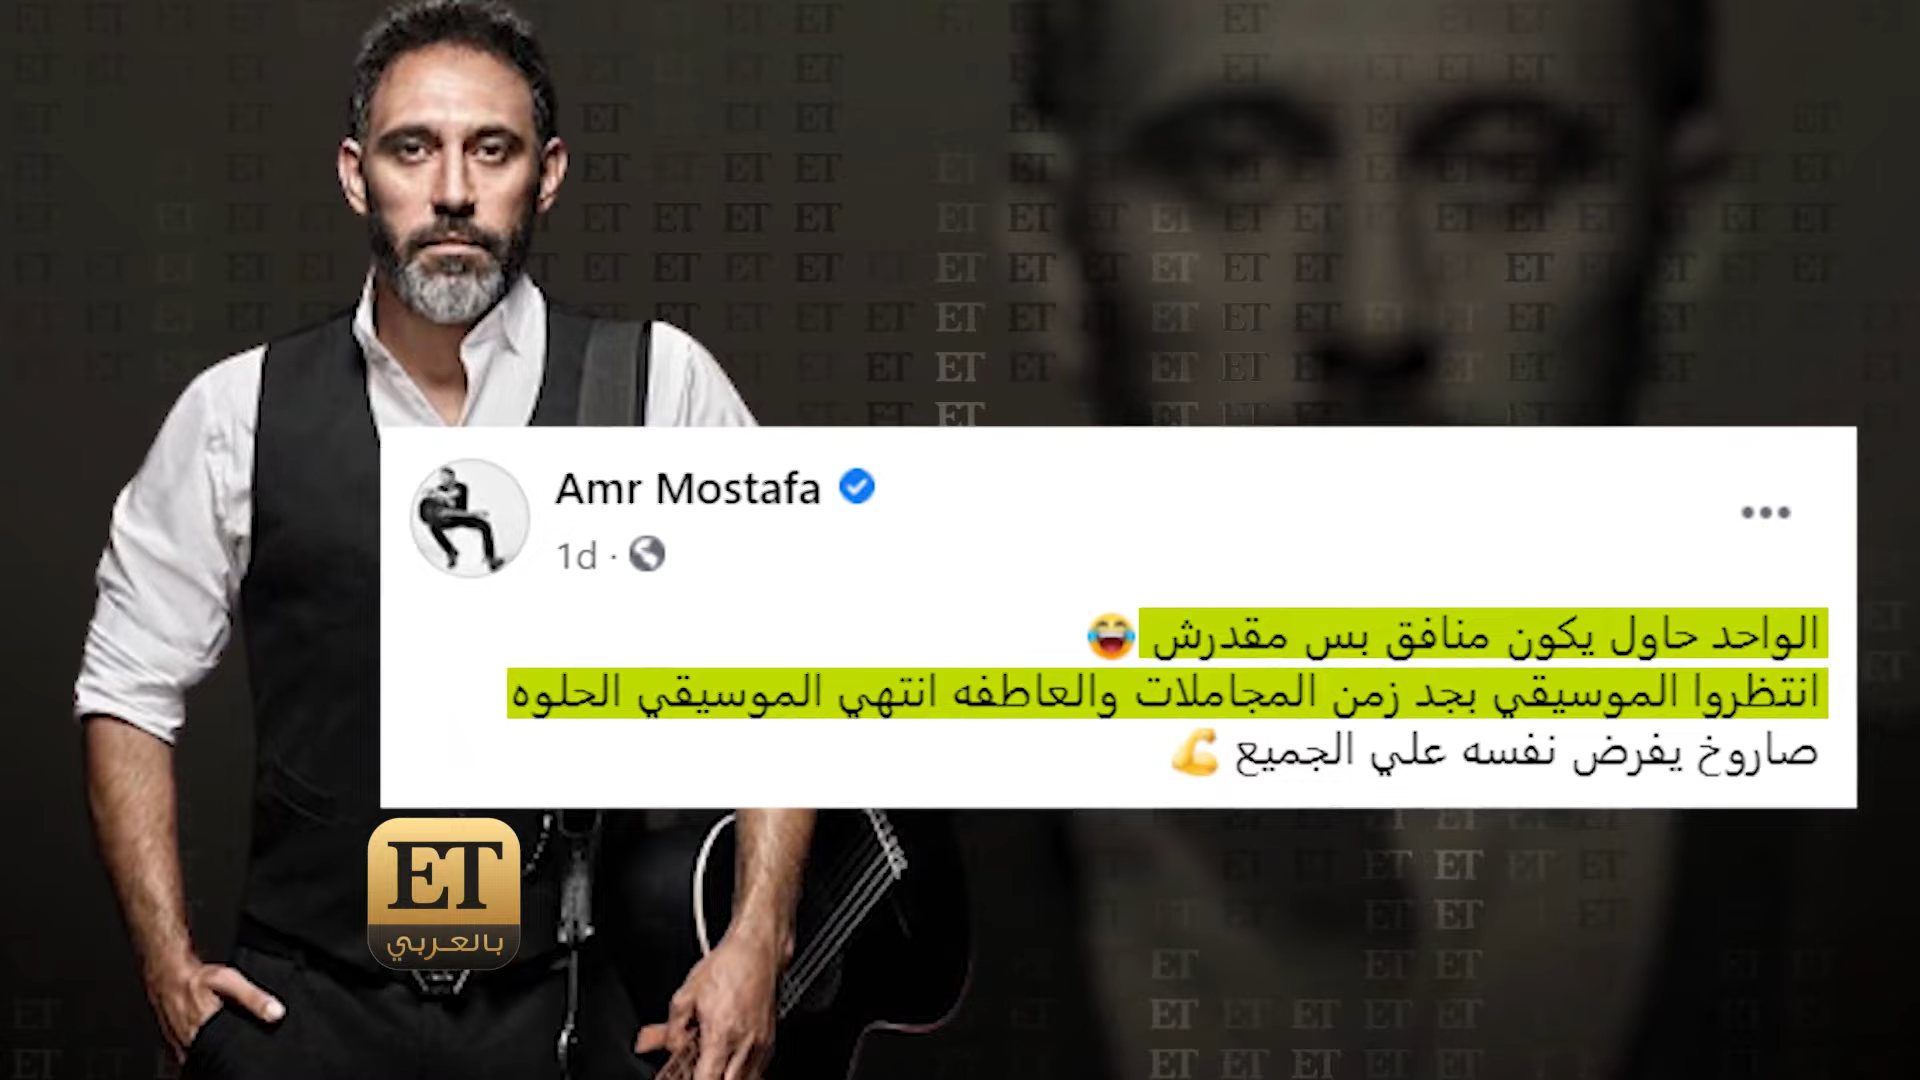 Amr Mostafa
1d ·
الواحد حاول يكون منافق بس مقدرش 😂
انتظروا الموسيقي بجد زمن المجاملات والعاطفه انتهي الموسيقي الحلوه
صاروخ يفرض نفسه علي الجميع 💪
ET
بالعربي